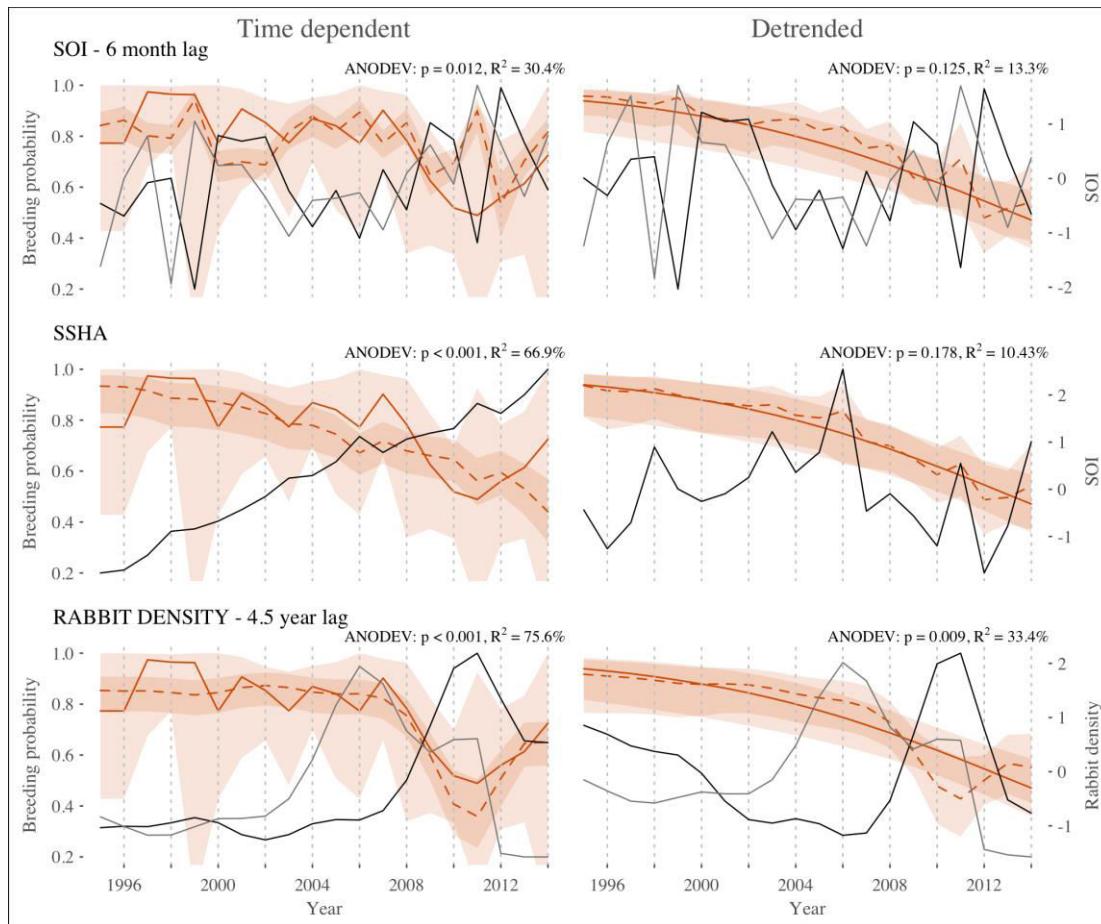 Time dependent
Detrended
SOI - 6 month lag
ANODEV: p = 0.012, R² = 30.4%
ANODEV: p = 0.125, R² = 13.3%
1.0
0.8
0.6
0.4
0.2
Breeding probability
1
0
-1
-2
SOI
SSHA
ANODEV: p < 0.001, R² = 66.9%
ANODEV: p = 0.178, R² = 10.43%
1.0
0.8
0.6
0.4
0.2
Breeding probability
2
1
0
-1
SOI
RABBIT DENSITY - 4.5 year lag
ANODEV: p < 0.001, R² = 75.6%
ANODEV: p = 0.009, R² = 33.4%
1.0
0.8
0.6
0.4
0.2
Breeding probability
2
1
0
-1
Rabbit density
1996 2000 2004 2008 2012
1996 2000 2004 2008 2012
Year
Year